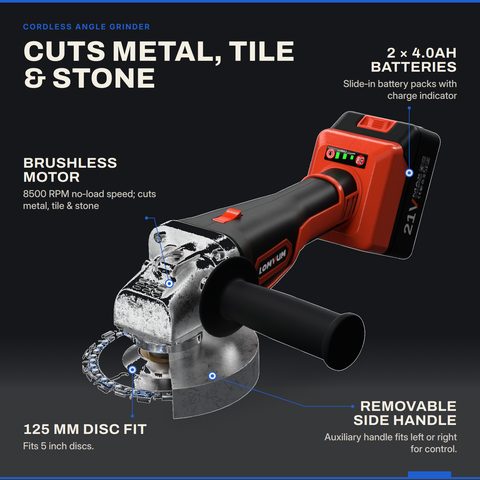 CORDLESS ANGLE GRINDER
CUTS METAL, TILE
& STONE
2 × 4.0AH
BATTERIES
Slide-in battery packs with
charge indicator
BRUSHLESS
MOTOR
8500 RPM no-load speed; cuts
metal, tile & stone
21V
125 MM DISC FIT
Fits 5 inch discs.
REMOVABLE
SIDE HANDLE
Auxiliary handle fits left or right
for control.